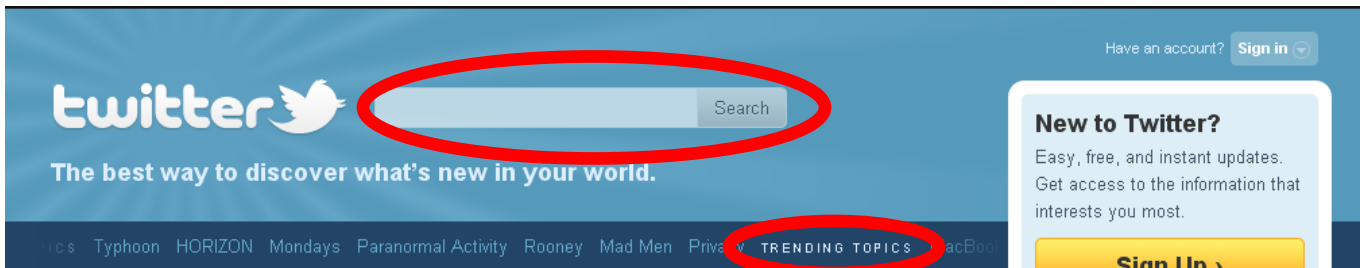 Have an account? Sign in
twitter
Search
The best way to discover what's new in your world.
Typhoon HORIZON Mondays Paranormal Activity Rooney Mad Men TRENDING TOPICS
New to Twitter?
Easy, free, and instant updates.
Get access to the information that
interests you most.
Sign Up ›